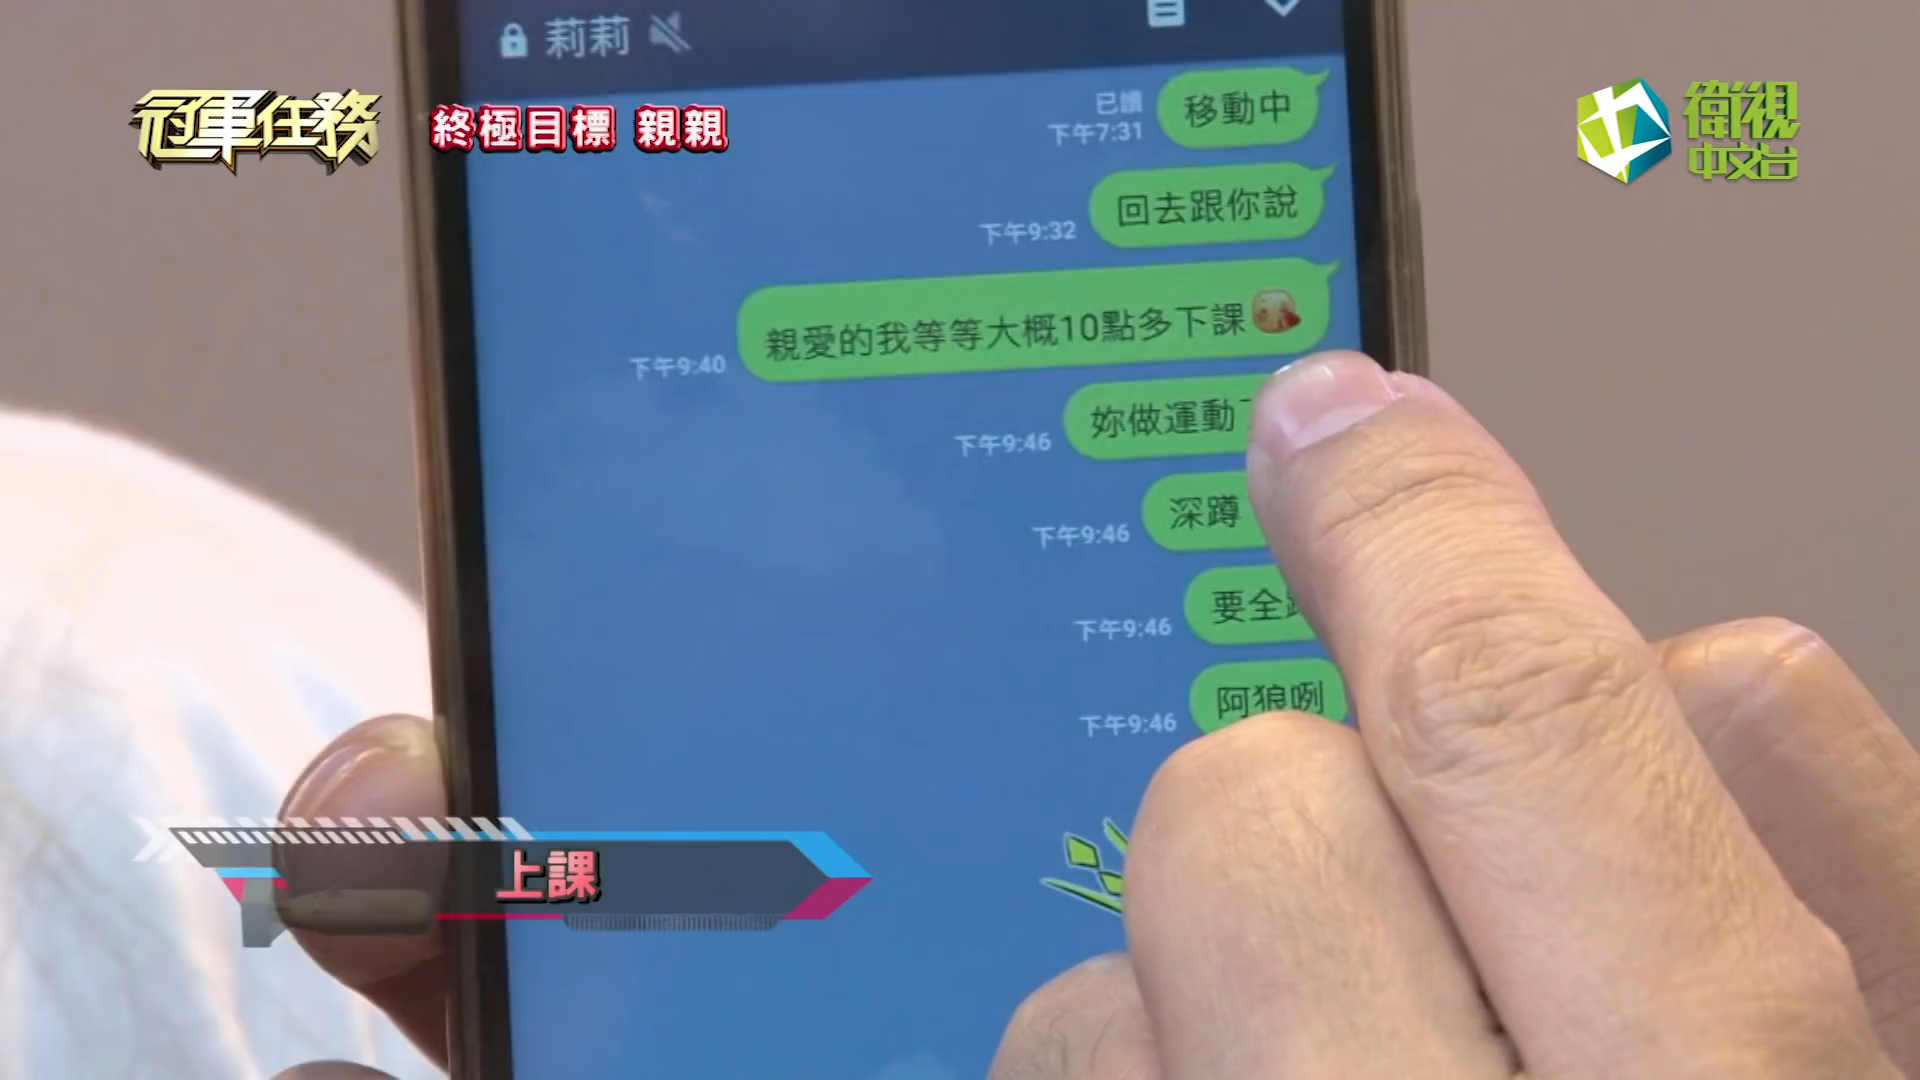 莉莉
冠軍任務
終極目標 親親
衛視
中文台
已讀
下午7:31
移動中
下午9:32
回去跟你說
下午9:40
親愛的我等等大概10點多下課
下午9:46
妳做運動
下午9:46
深蹲
下午9:46
要全
下午9:46
阿狼咧
上課